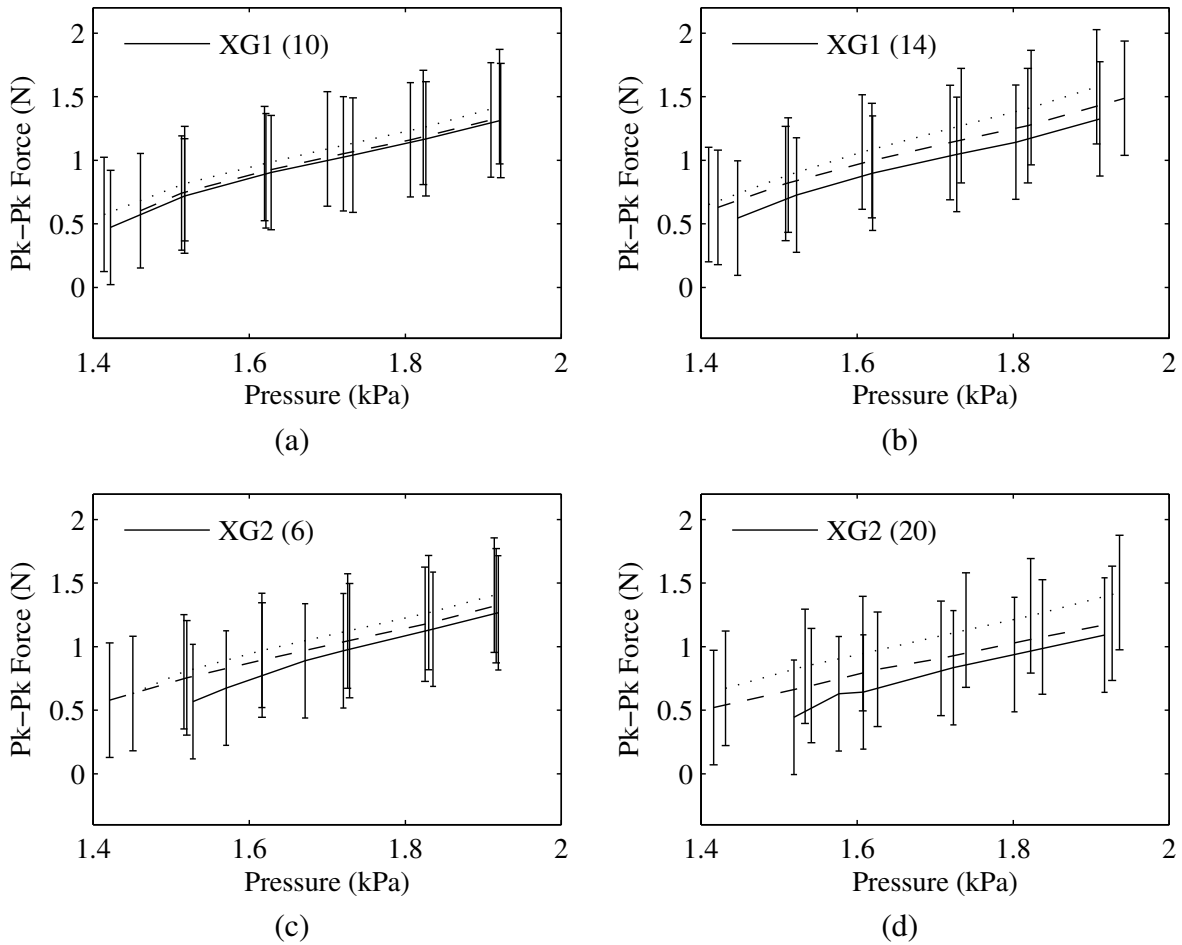 XG1 (10)
Pk−Pk Force (N)
2
1.5
1
0.5
0
1.4 1.6 1.8 2
Pressure (kPa)
(a)
XG1 (14)
Pk−Pk Force (N)
2
1.5
1
0.5
0
1.4 1.6 1.8 2
Pressure (kPa)
(b)
XG2 (6)
Pk−Pk Force (N)
2
1.5
1
0.5
0
1.4 1.6 1.8 2
Pressure (kPa)
(c)
XG2 (20)
Pk−Pk Force (N)
2
1.5
1
0.5
0
1.4 1.6 1.8 2
Pressure (kPa)
(d)